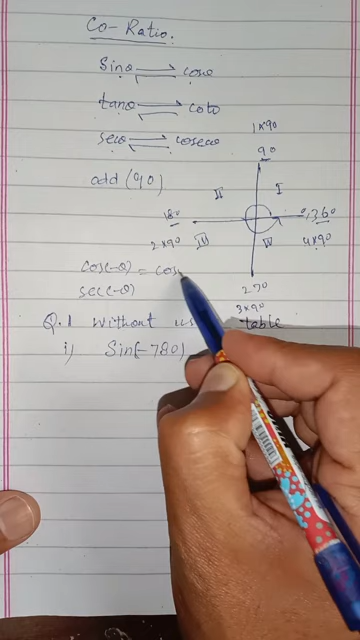 Co-Ratio.
Sinθ ⇌ cosθ
tanθ ⇌ cotθ
secθ ⇌ cosecθ
add (90)
1×90
90
II
I
180
0, 360
2×90
III
IV
4×90
270
3×90
cos(-θ) = cos
sec(-θ)
Q.1 Without us table
i) Sin(-780)